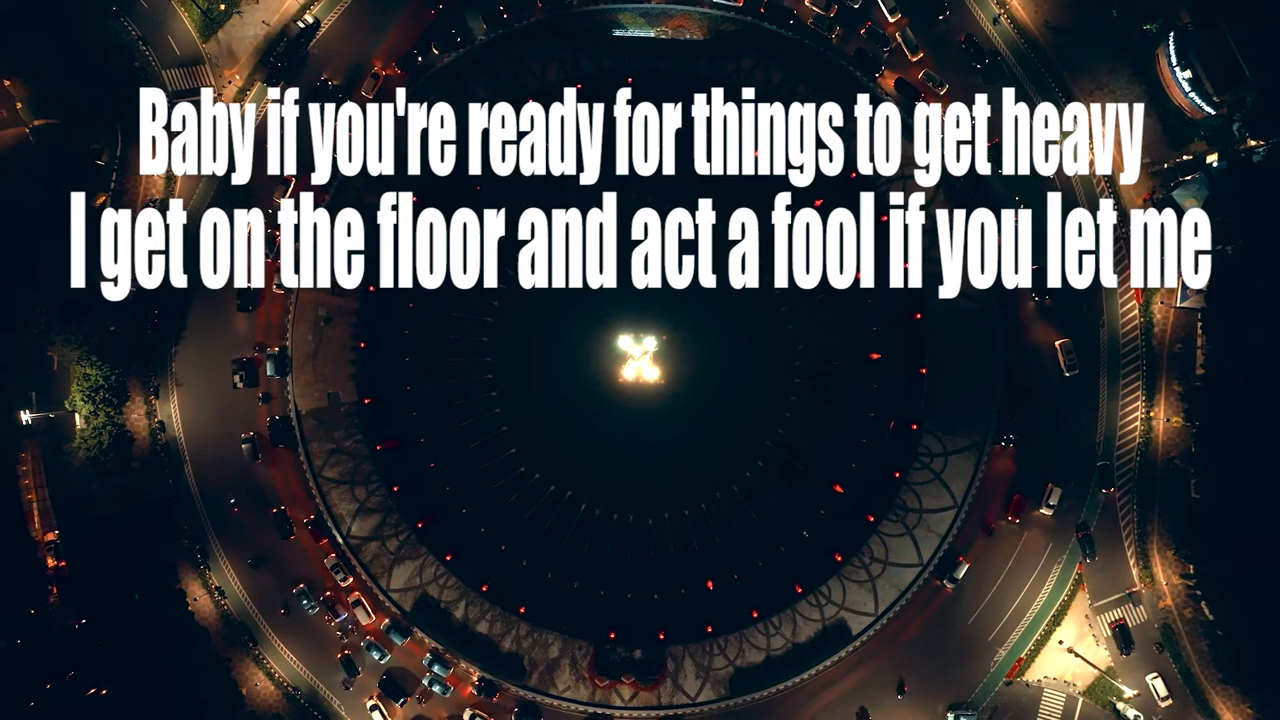 Baby if you're ready for things to get heavy
I get on the floor and act a fool if you let me